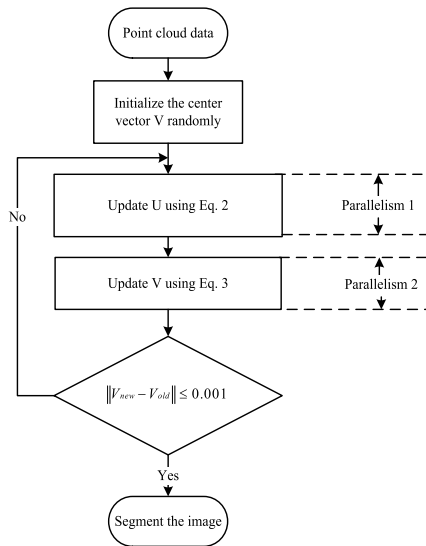 Point cloud data
Initialize the center
vector V randomly
No
Update U using Eq. 2
Parallelism 1
Update V using Eq. 3
Parallelism 2
‖V_new − V_old‖ ≤ 0.001
Yes
Segment the image